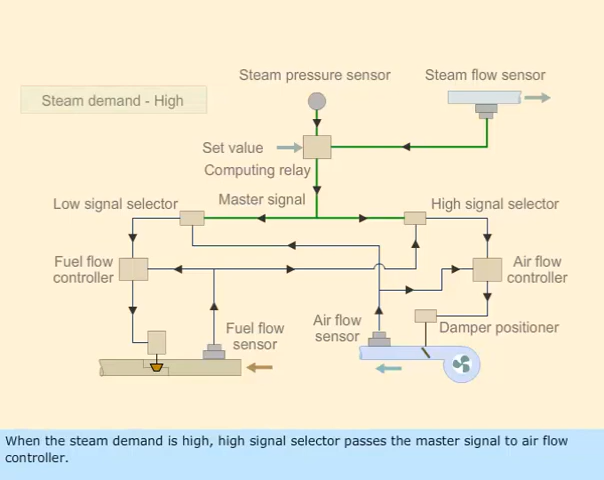 Steam pressure sensor
Steam flow sensor
Steam demand - High
Set value
Computing relay
Low signal selector
Master signal
High signal selector
Fuel flow
controller
Air flow
controller
Fuel flow
sensor
Air flow
sensor
Damper positioner
When the steam demand is high, high signal selector passes the master signal to air flow
controller.